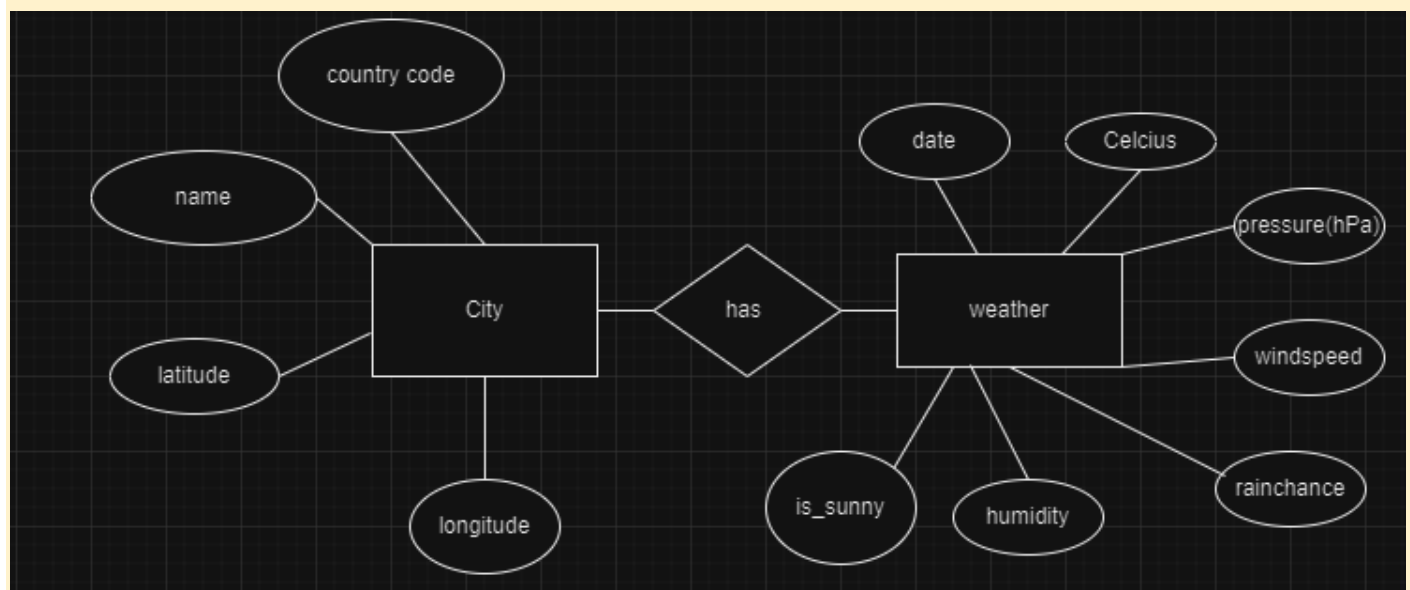 country code
name
City
latitude
longitude
has
date
Celcius
pressure(hPa)
weather
windspeed
is_sunny
humidity
rainchance